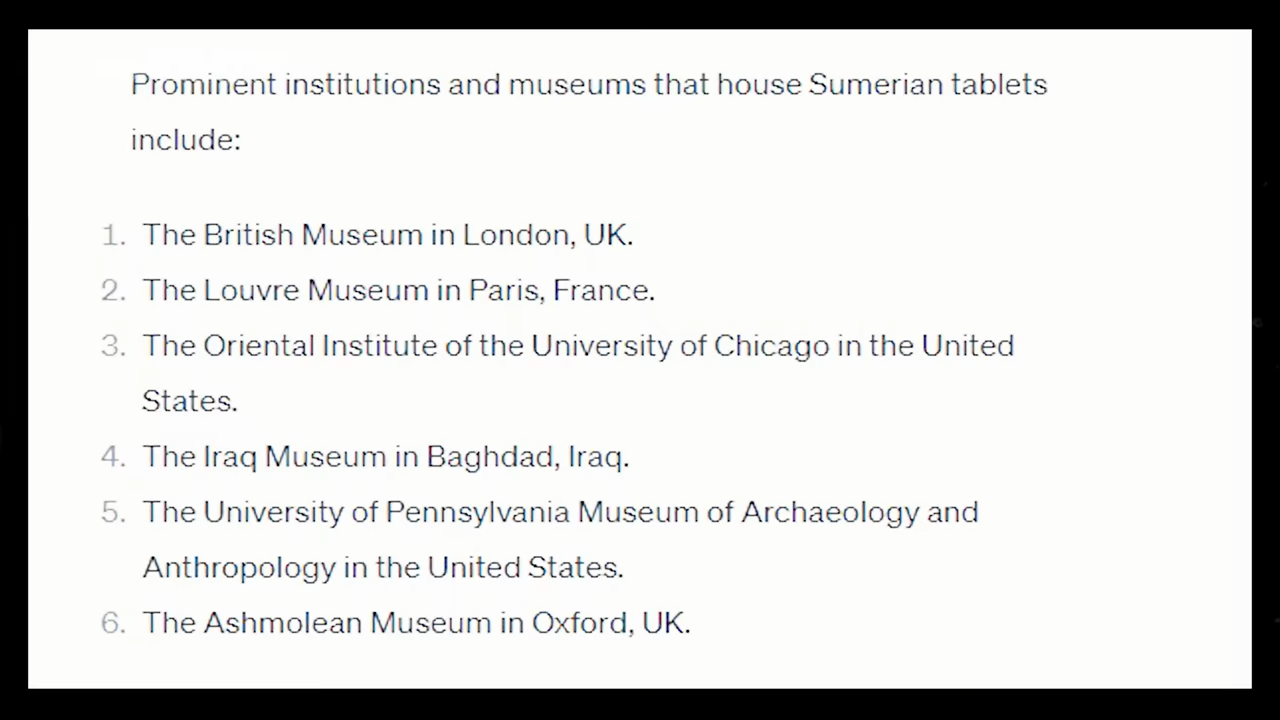 Prominent institutions and museums that house Sumerian tablets
include:
1. The British Museum in London, UK.
2. The Louvre Museum in Paris, France.
3. The Oriental Institute of the University of Chicago in the United
States.
4. The Iraq Museum in Baghdad, Iraq.
5. The University of Pennsylvania Museum of Archaeology and
Anthropology in the United States.
6. The Ashmolean Museum in Oxford, UK.